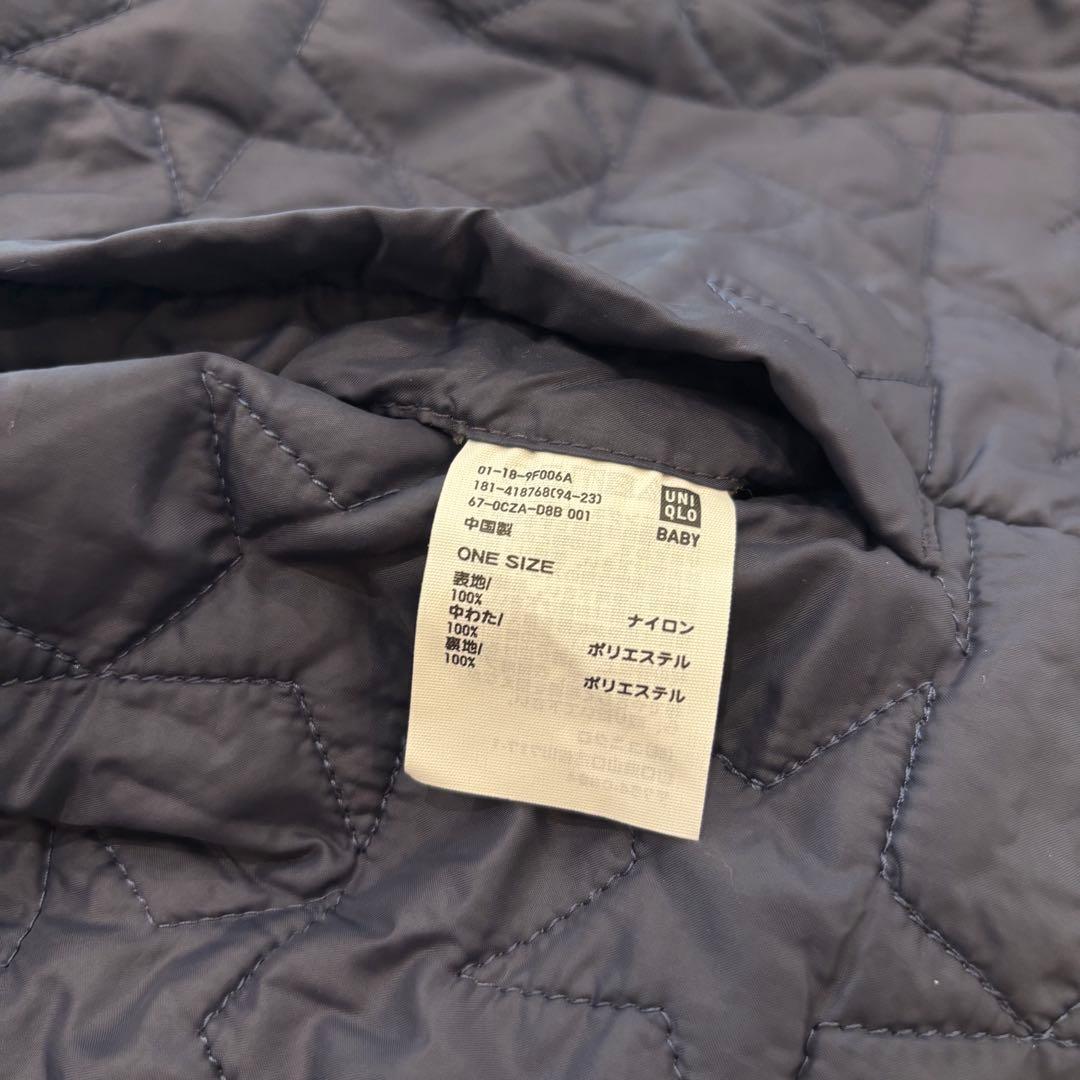 01-18-9F006A
181-418768(94-23)
67-0CZA-D8B 001
中国製
UNI
QLO
BABY
ONE SIZE
表地/
100% ナイロン
中わた/
100% ポリエステル
裏地/
100% ポリエステル